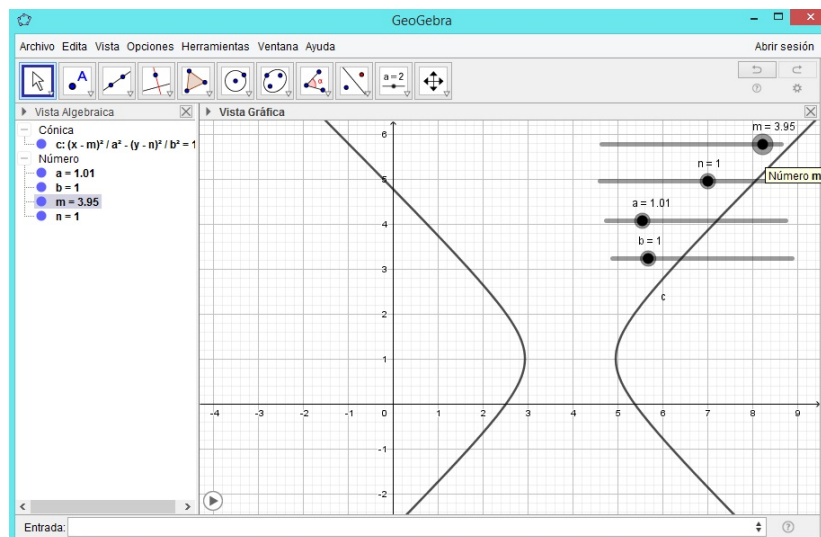 GeoGebra
Archivo Edita Vista Opciones Herramientas Ventana Ayuda
Abrir sesión
A
α
a = 2
Vista Algebraica
Cónica
c: (x - m)² / a² - (y - n)² / b² = 1
Número
a = 1.01
b = 1
m = 3.95
n = 1
Vista Gráfica
m = 3.95
Número m
n = 1
a = 1.01
b = 1
c
6
5
4
3
2
1
0
-1
-2
-4 -3 -2 -1 0 1 2 3 4 5 6 7 8 9
Entrada: